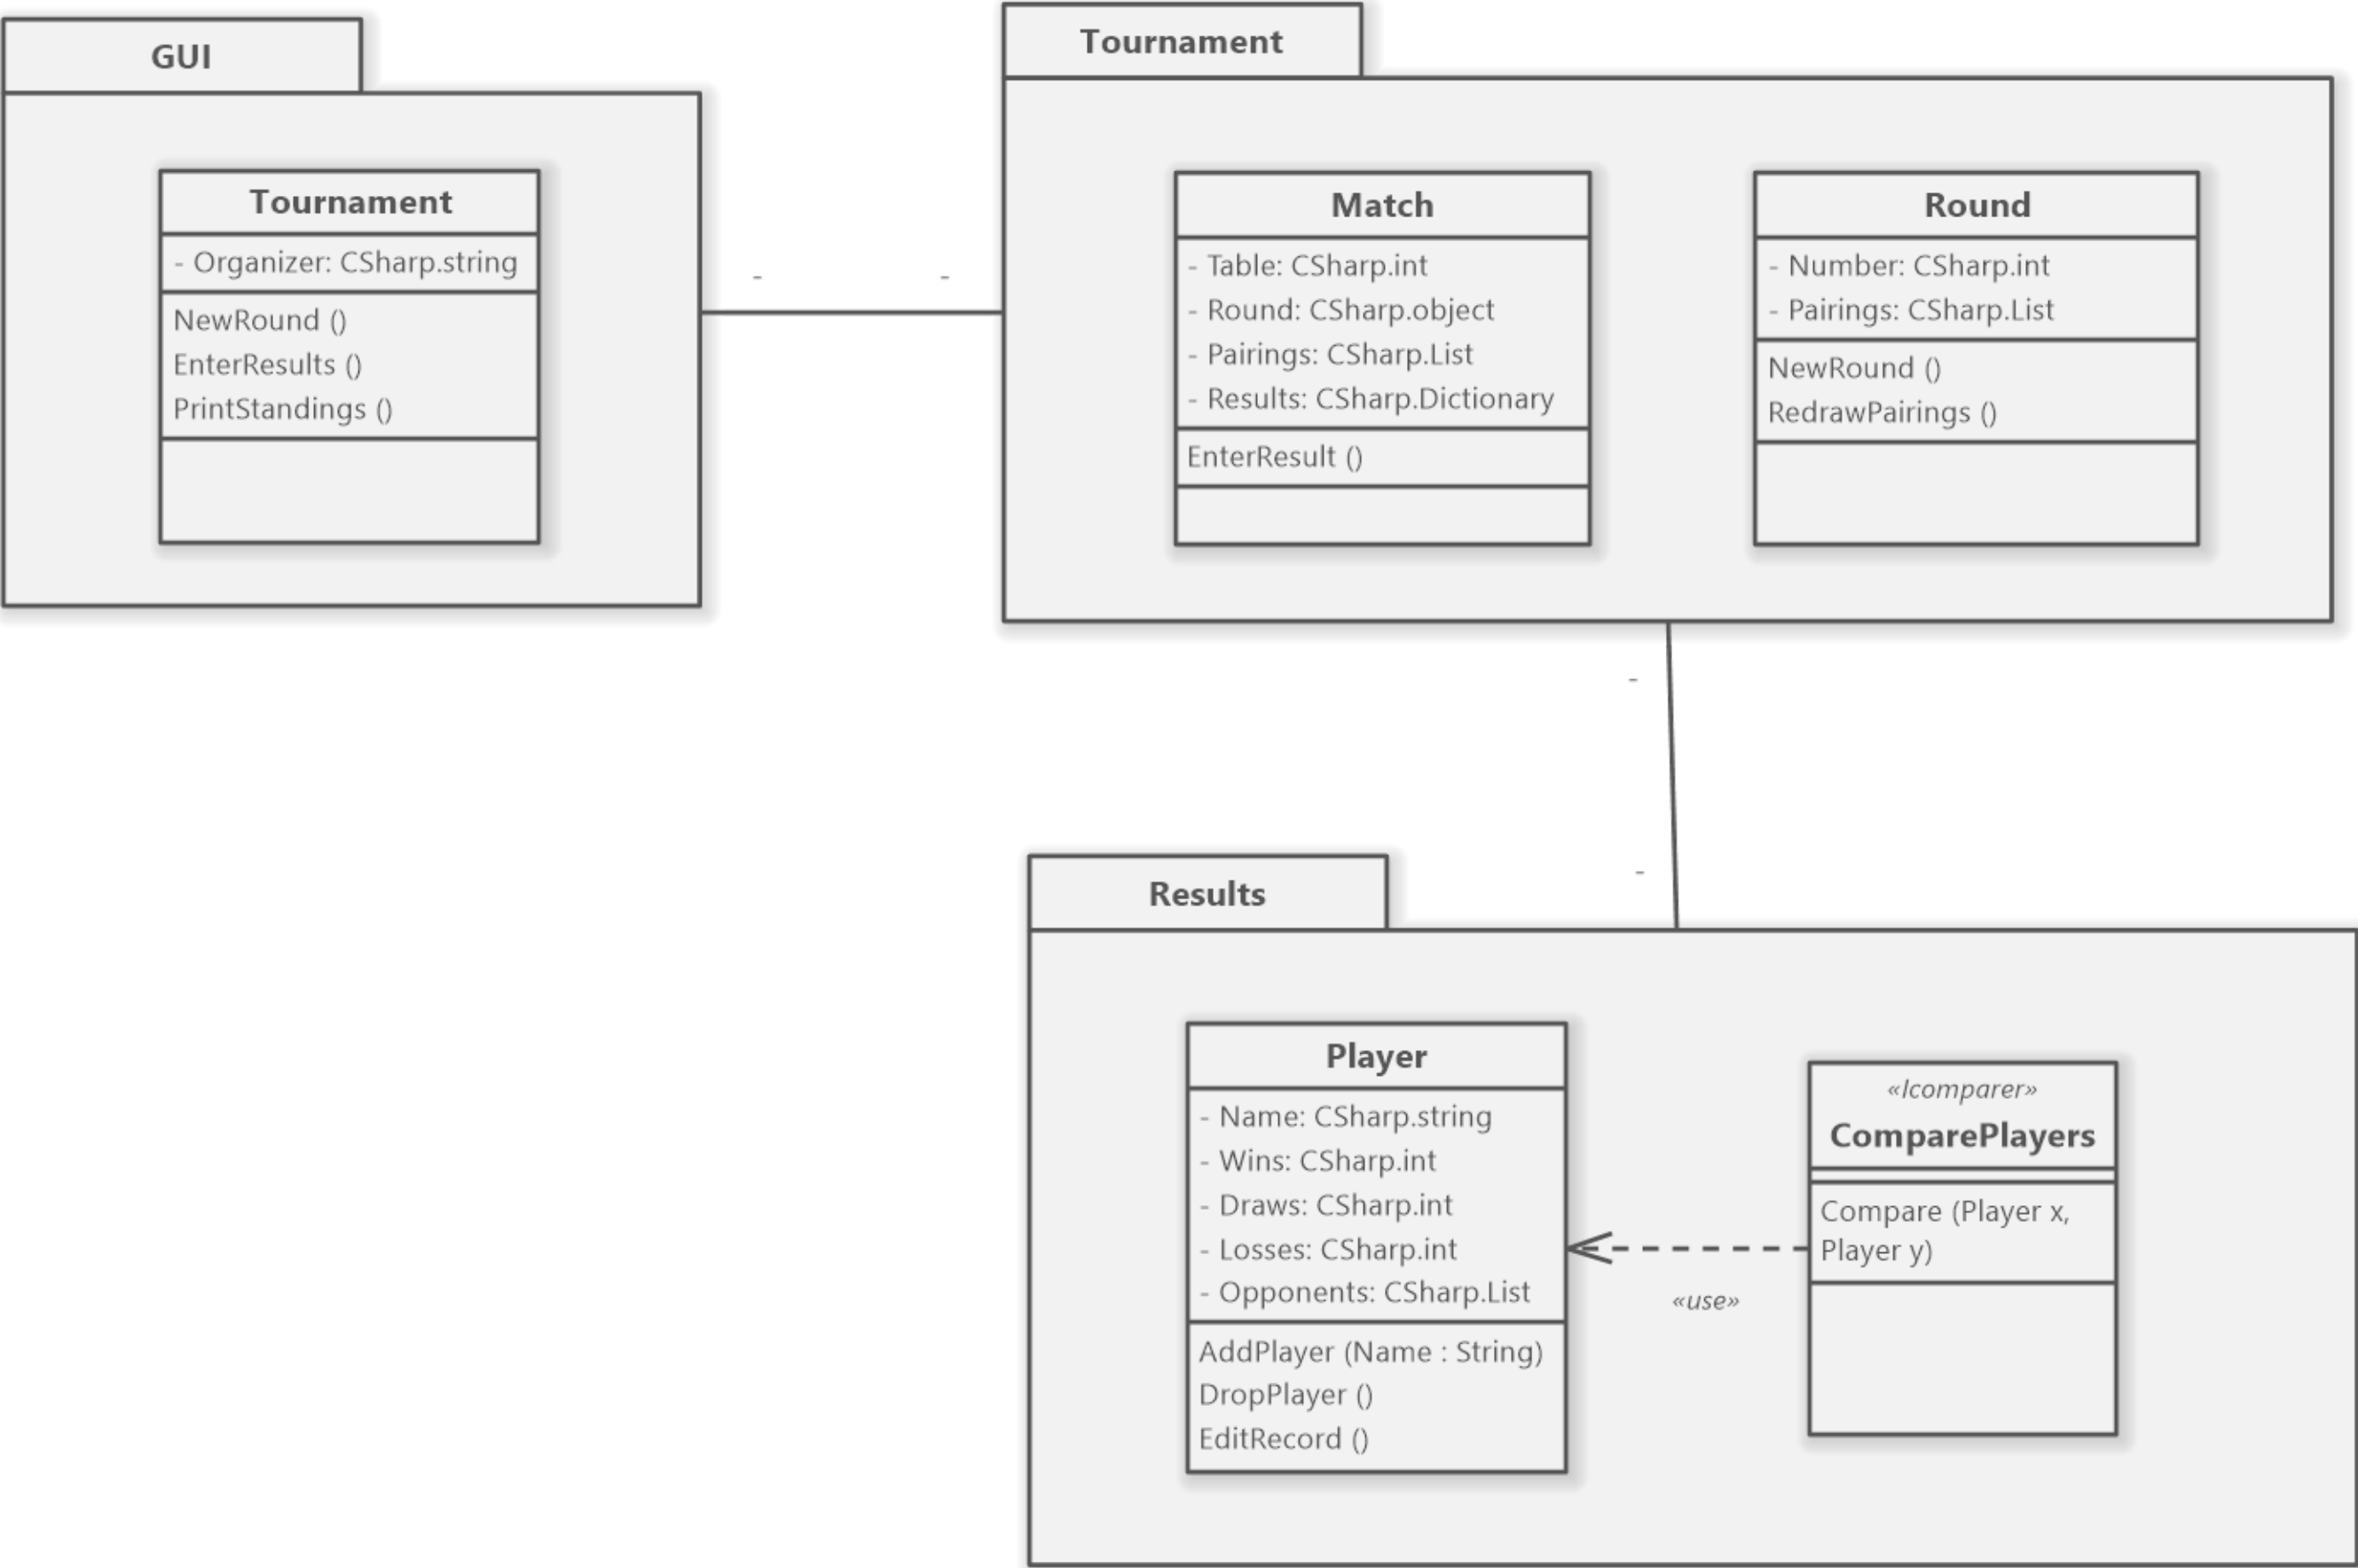 GUI
Tournament
- Organizer: CSharp.string
NewRound ()
EnterResults ()
PrintStandings ()
-
-
Tournament
Match
- Table: CSharp.int
- Round: CSharp.object
- Pairings: CSharp.List
- Results: CSharp.Dictionary
EnterResult ()
Round
- Number: CSharp.int
- Pairings: CSharp.List
NewRound ()
RedrawPairings ()
-
-
Results
Player
- Name: CSharp.string
- Wins: CSharp.int
- Draws: CSharp.int
- Losses: CSharp.int
- Opponents: CSharp.List
AddPlayer (Name : String)
DropPlayer ()
EditRecord ()
«use»
«Icomparer»
ComparePlayers
Compare (Player x,
Player y)